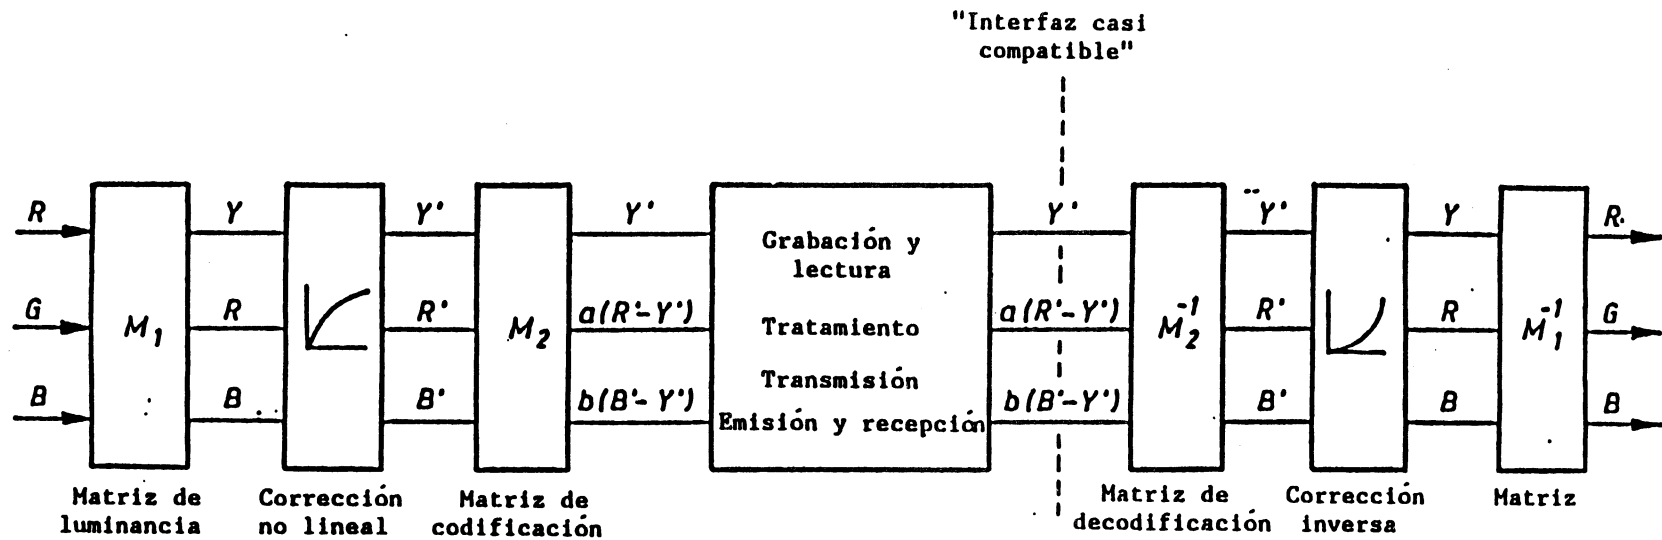 "Interfaz casi
compatible"
R
Y
Y'
Y'
Y'
Y'
Y
R
Grabación y
lectura
G
M₁
R
R'
M₂
a(R'-Y')
Tratamiento
a(R'-Y')
M₂⁻¹
R'
R
M₁⁻¹
G
Transmisión
B
B
B'
b(B'-Y')
Emisión y recepción
b(B'-Y')
B'
B
B
Matriz de
luminancia
Corrección
no lineal
Matriz de
codificación
Matriz de
decodificación
Corrección
inversa
Matriz